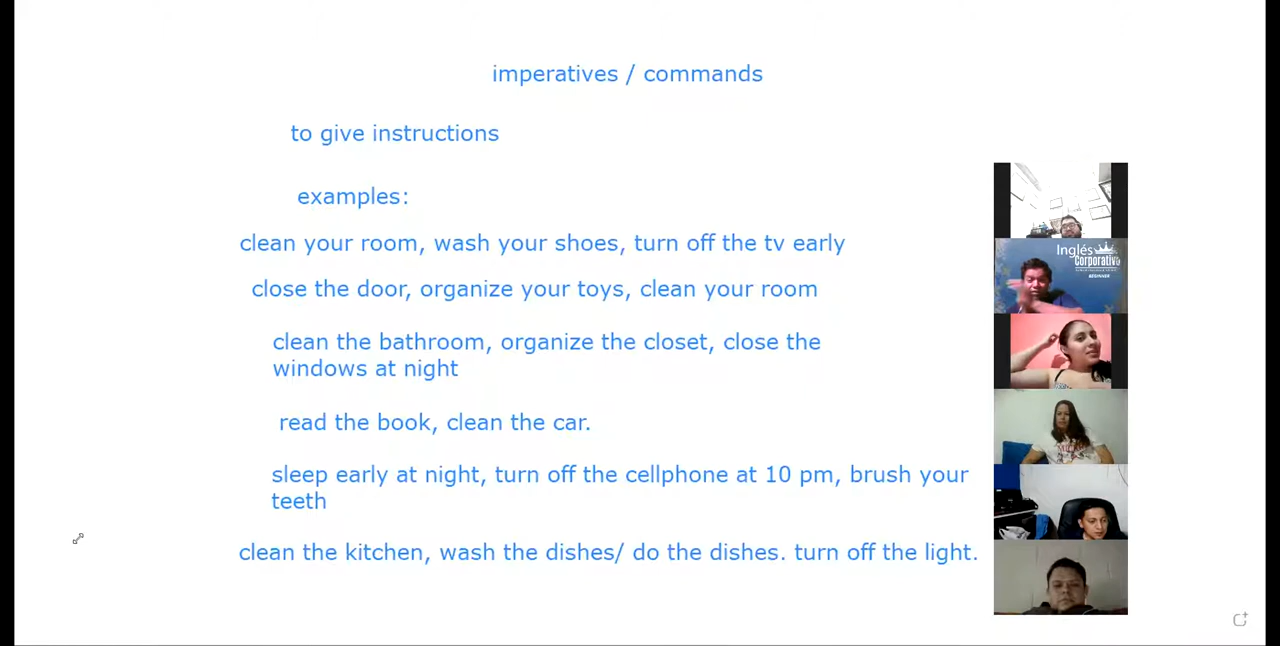 imperatives / commands
to give instructions
examples:
clean your room, wash your shoes, turn off the tv early
close the door, organize your toys, clean your room
clean the bathroom, organize the closet, close the
windows at night
read the book, clean the car.
sleep early at night, turn off the cellphone at 10 pm, brush your
teeth
clean the kitchen, wash the dishes/ do the dishes. turn off the light.
Inglés
Corporativo
BEGINNER